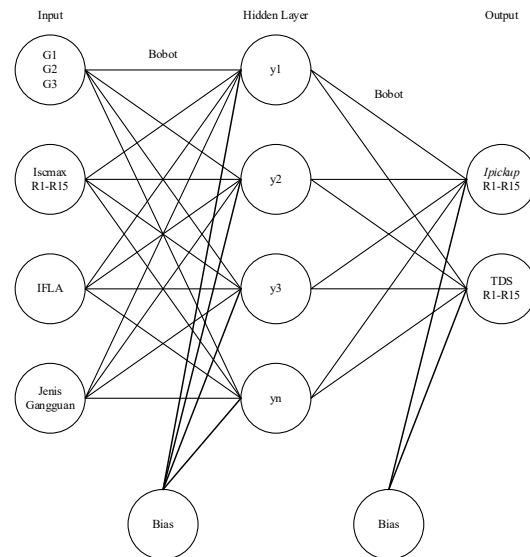 Input
Hidden Layer
Output
G1
G2
G3
Bobot
y1
Bobot
Iscmax
R1-R15
y2
Ipickup
R1-R15
IFLA
y3
TDS
R1-R15
Jenis
Gangguan
yn
Bias
Bias